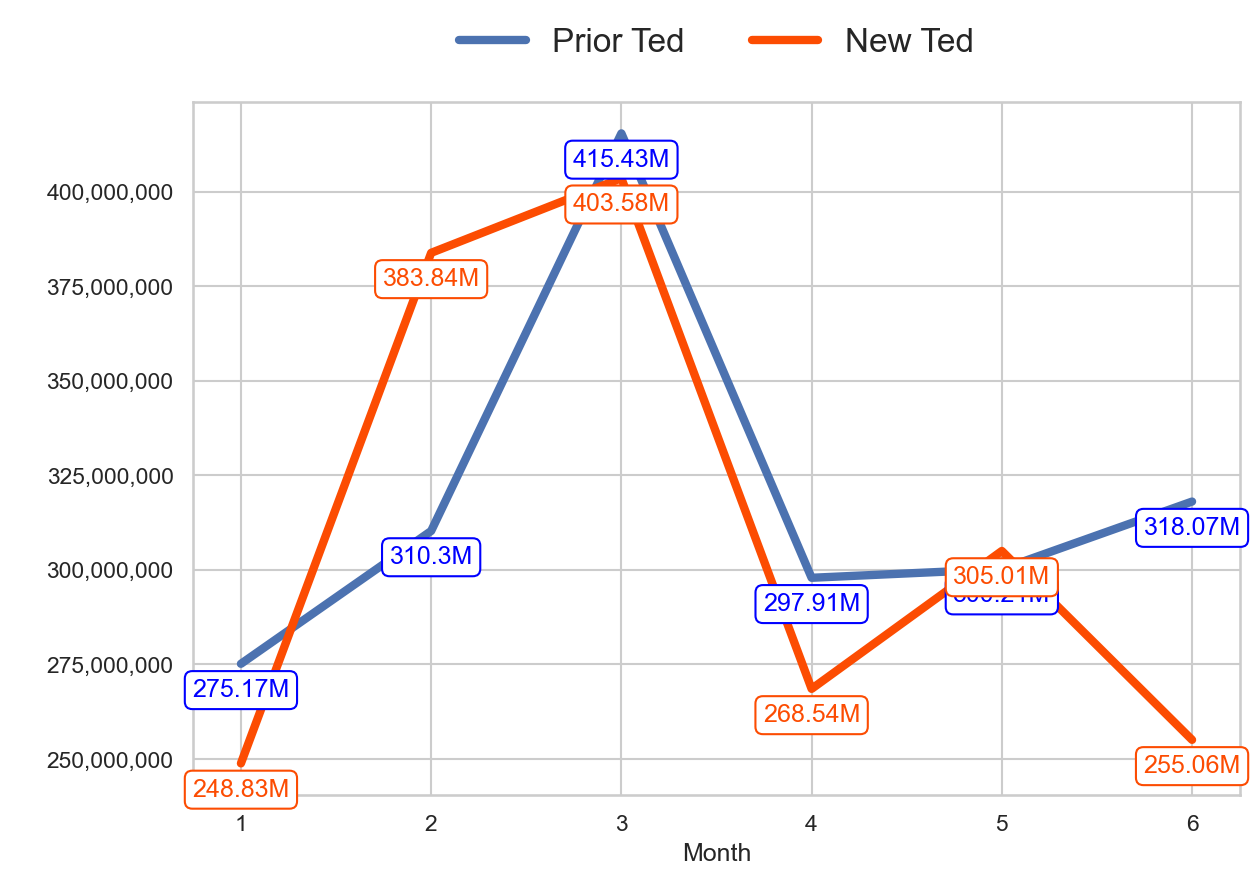 Prior Ted New Ted
415.43M
400,000,000
403.58M
383.84M
375,000,000
350,000,000
325,000,000
318.07M
310.3M
300,000,000
305.01M
297.91M
275,000,000
275.17M
268.54M
250,000,000
255.06M
248.83M
1 2 3 4 5 6
Month